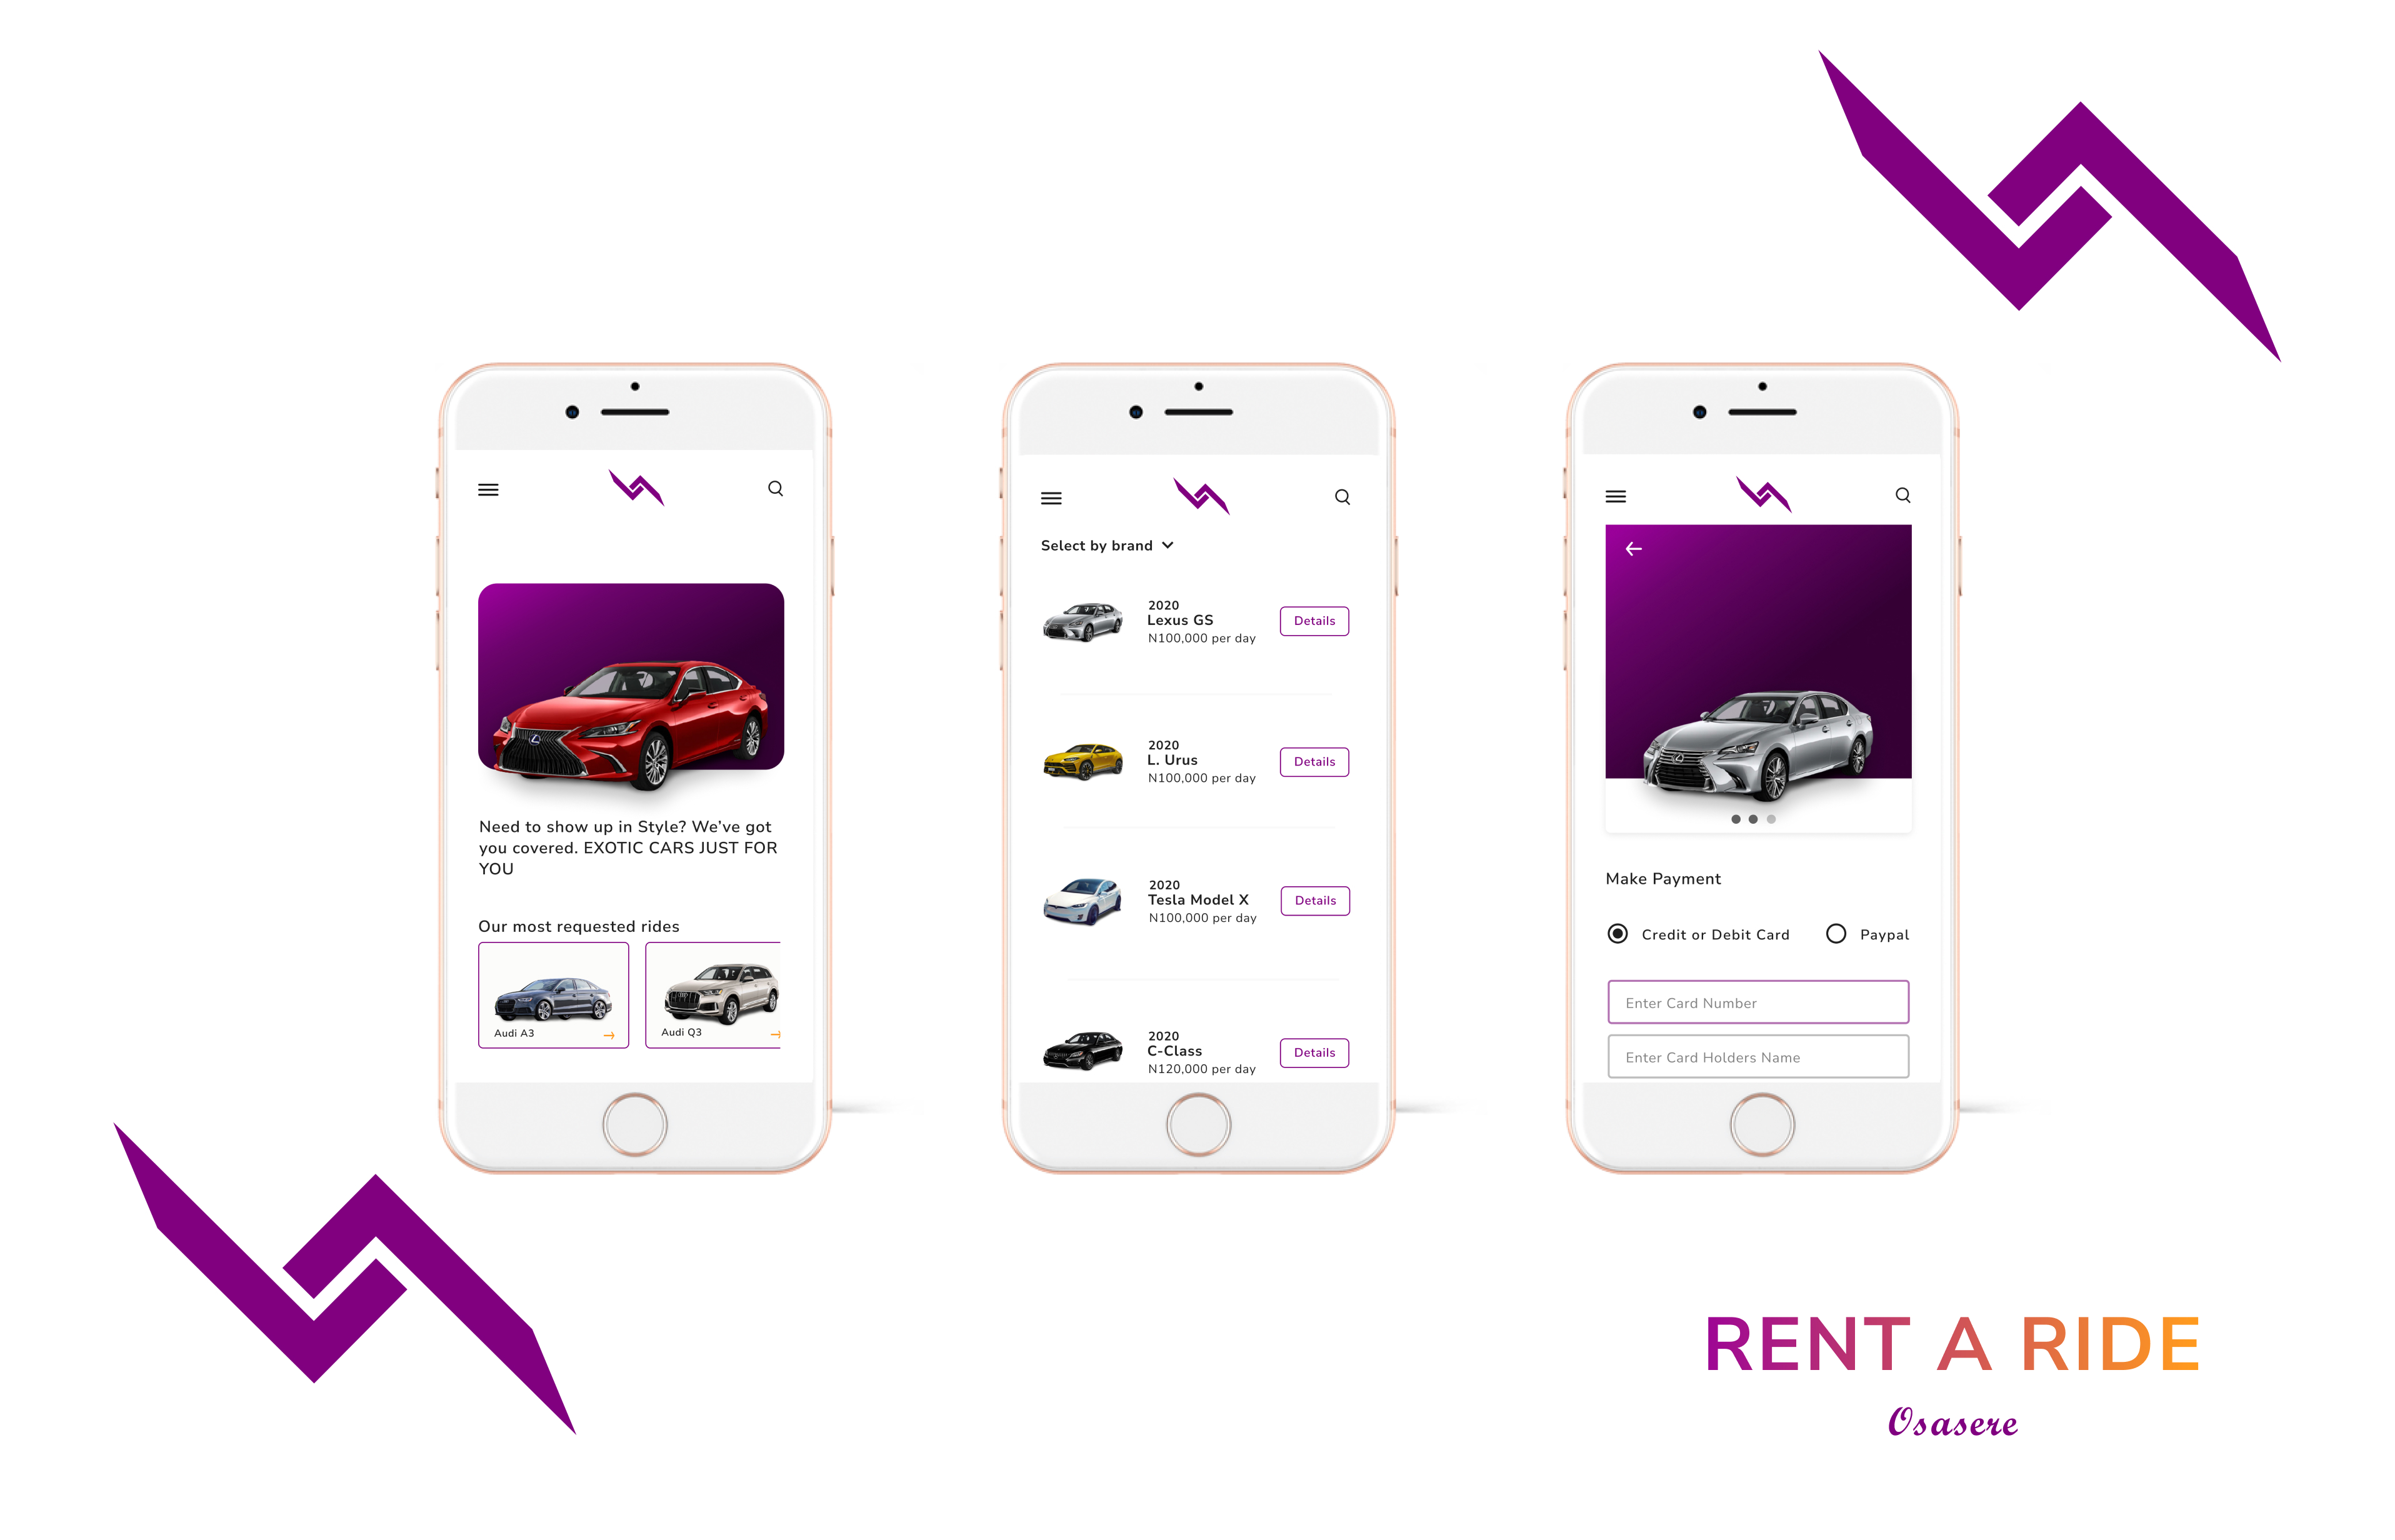 Need to show up in Style? We’ve got
you covered. EXOTIC CARS JUST FOR
YOU
Our most requested rides
Audi A3
Audi Q3
Select by brand
2020
Lexus GS
N100,000 per day
Details
2020
L. Urus
N100,000 per day
Details
2020
Tesla Model X
N100,000 per day
Details
2020
C-Class
N120,000 per day
Details
Make Payment
Credit or Debit Card
Paypal
Enter Card Number
Enter Card Holders Name
RENT A RIDE
Osasere